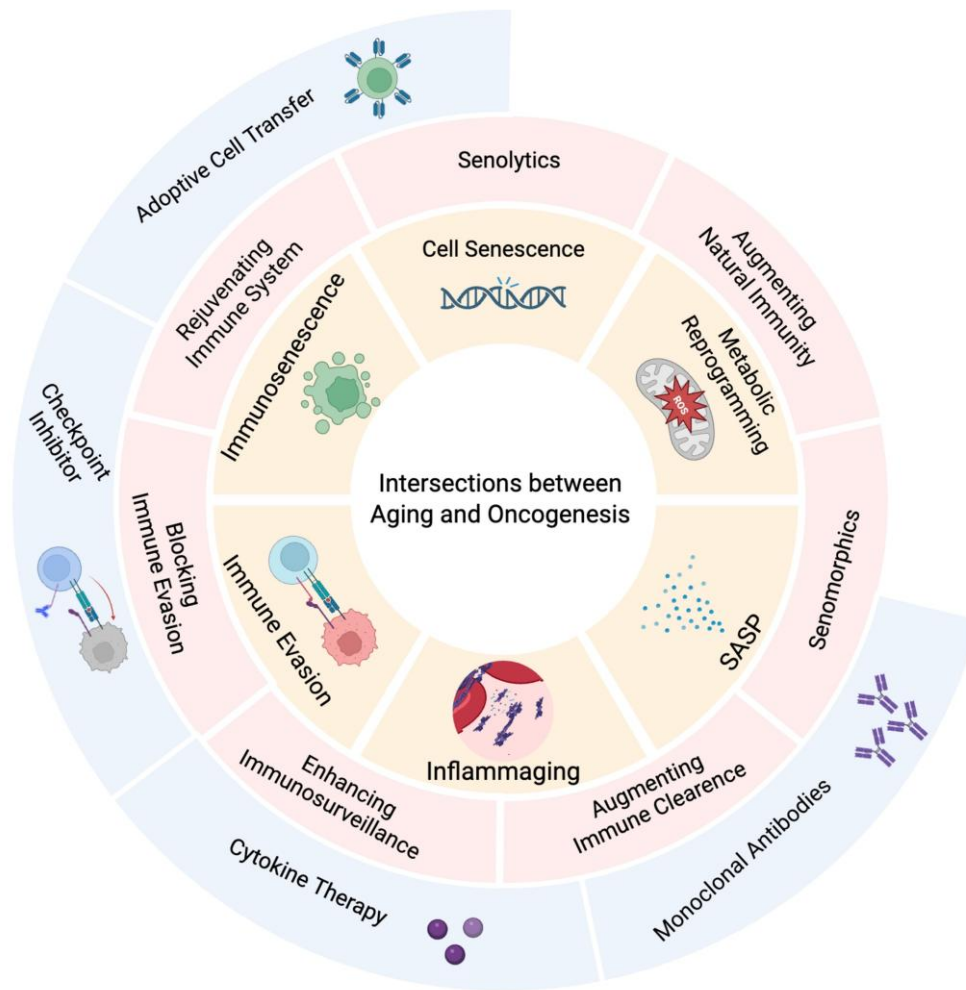 Adoptive Cell Transfer
Senolytics
Rejuvenating
Immune System
Augmenting
Natural Immunity
Cell Senescence
Immunosenescence
Metabolic
Reprogramming
ROS
Checkpoint
Inhibitor
Intersections between
Aging and Oncogenesis
Blocking
Immune Evasion
Immune Evasion
SASP
Senomorphics
Inflammaging
Enhancing
Immunosurveillance
Augmenting
Immune Clearence
Cytokine Therapy
Monoclonal Antibodies